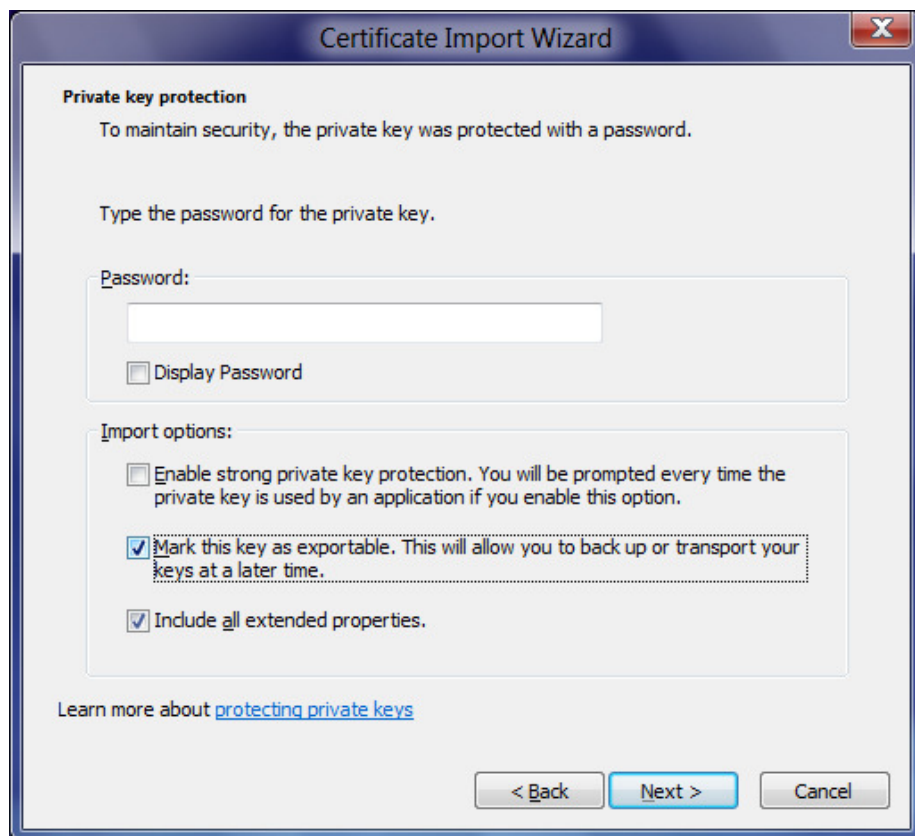 Certificate Import Wizard
Private key protection
To maintain security, the private key was protected with a password.
Type the password for the private key.
Password:
Display Password
Import options:
Enable strong private key protection. You will be prompted every time the
private key is used by an application if you enable this option.
Mark this key as exportable. This will allow you to back up or transport your
keys at a later time.
Include all extended properties.
Learn more about protecting private keys
< Back Next > Cancel